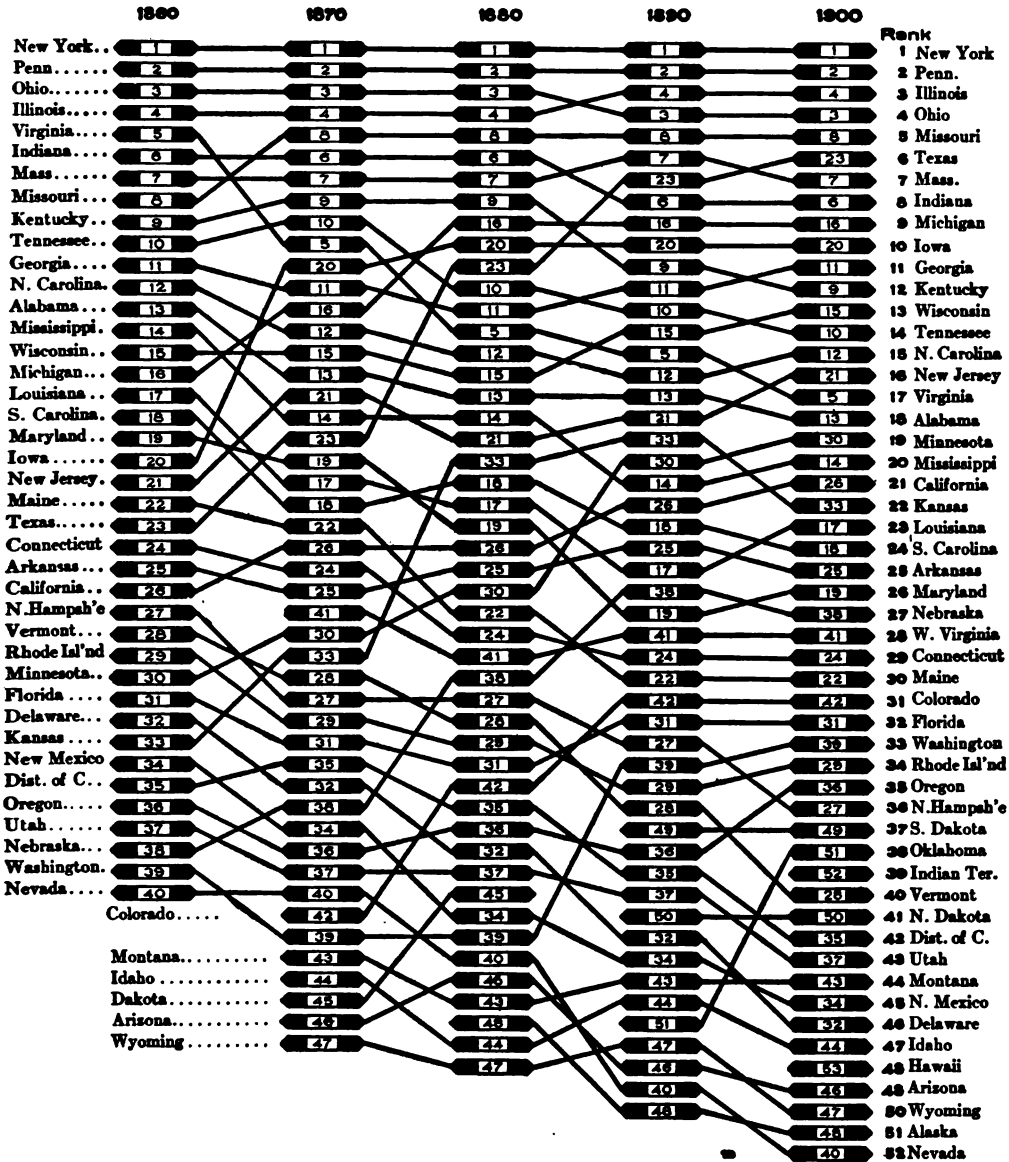 1860 1870 1880 1890 1900
Rank
New York.. 1 1 1 1 1 1 New York
Penn...... 2 2 2 2 2 2 Penn.
Ohio....... 3 3 3 4 4 3 Illinois
Illinois..... 4 4 4 3 3 4 Ohio
Virginia.... 5 8 8 8 8 5 Missouri
Indiana.... 6 6 6 7 23 6 Texas
Mass...... 7 7 7 23 7 7 Mass.
Missouri... 8 9 9 6 6 8 Indiana
Kentucky.. 9 10 16 16 16 9 Michigan
Tennessee.. 10 5 20 20 20 10 Iowa
Georgia.... 11 20 23 9 11 11 Georgia
N. Carolina. 12 11 10 11 9 12 Kentucky
Alabama... 13 16 11 10 15 13 Wisconsin
Mississippi. 14 12 5 15 10 14 Tennessee
Wisconsin.. 15 15 12 5 12 15 N. Carolina
Michigan... 16 13 15 12 21 16 New Jersey
Louisiana.. 17 21 13 13 5 17 Virginia
S. Carolina. 18 14 14 21 13 18 Alabama
Maryland.. 19 23 21 33 30 19 Minnesota
Iowa...... 20 19 33 30 14 20 Mississippi
New Jersey. 21 17 18 14 26 21 California
Maine..... 22 18 17 26 33 22 Kansas
Texas...... 23 22 19 18 17 23 Louisiana
Connecticut 24 26 26 25 18 24 S. Carolina
Arkansas... 25 24 25 17 25 25 Arkansas
California.. 26 25 30 38 19 26 Maryland
N.Hampsh'e 27 41 22 19 38 27 Nebraska
Vermont... 28 30 24 41 41 28 W. Virginia
Rhode Isl'nd 29 33 41 24 24 29 Connecticut
Minnesota.. 30 28 38 22 22 30 Maine
Florida.... 31 27 27 42 42 31 Colorado
Delaware... 32 29 28 31 31 32 Florida
Kansas.... 33 31 29 27 39 33 Washington
New Mexico 34 35 31 39 29 34 Rhode Isl'nd
Dist. of C.. 35 32 42 29 36 35 Oregon
Oregon..... 36 38 35 28 27 36 N.Hampsh'e
Utah...... 37 34 36 49 49 37 S. Dakota
Nebraska... 38 36 32 36 51 38 Oklahoma
Washington. 39 37 37 35 52 39 Indian Ter.
Nevada.... 40 40 45 37 28 40 Vermont
Colorado..... 42 34 50 50 41 N. Dakota
39 39 32 35 42 Dist. of C.
Montana.......... 43 40 34 37 43 Utah
Idaho........... 44 46 43 43 44 Montana
Dakota.......... 45 43 44 34 45 N. Mexico
Arizona.......... 46 48 51 32 46 Delaware
Wyoming......... 47 44 47 44 47 Idaho
47 46 53 48 Hawaii
40 46 48 Arizona
48 47 50 Wyoming
48 51 Alaska
40 52 Nevada